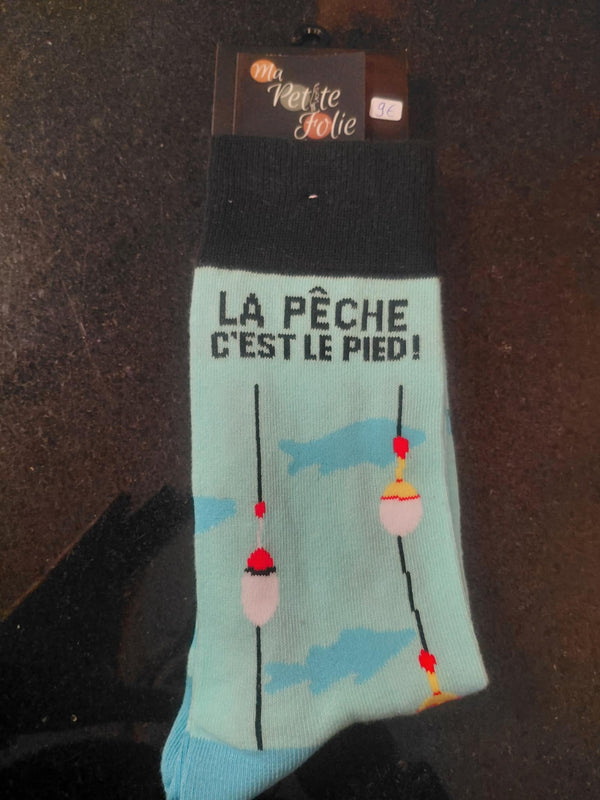 Ma
Petite
Folie
9€
LA PÊCHE
C'EST LE PIED!